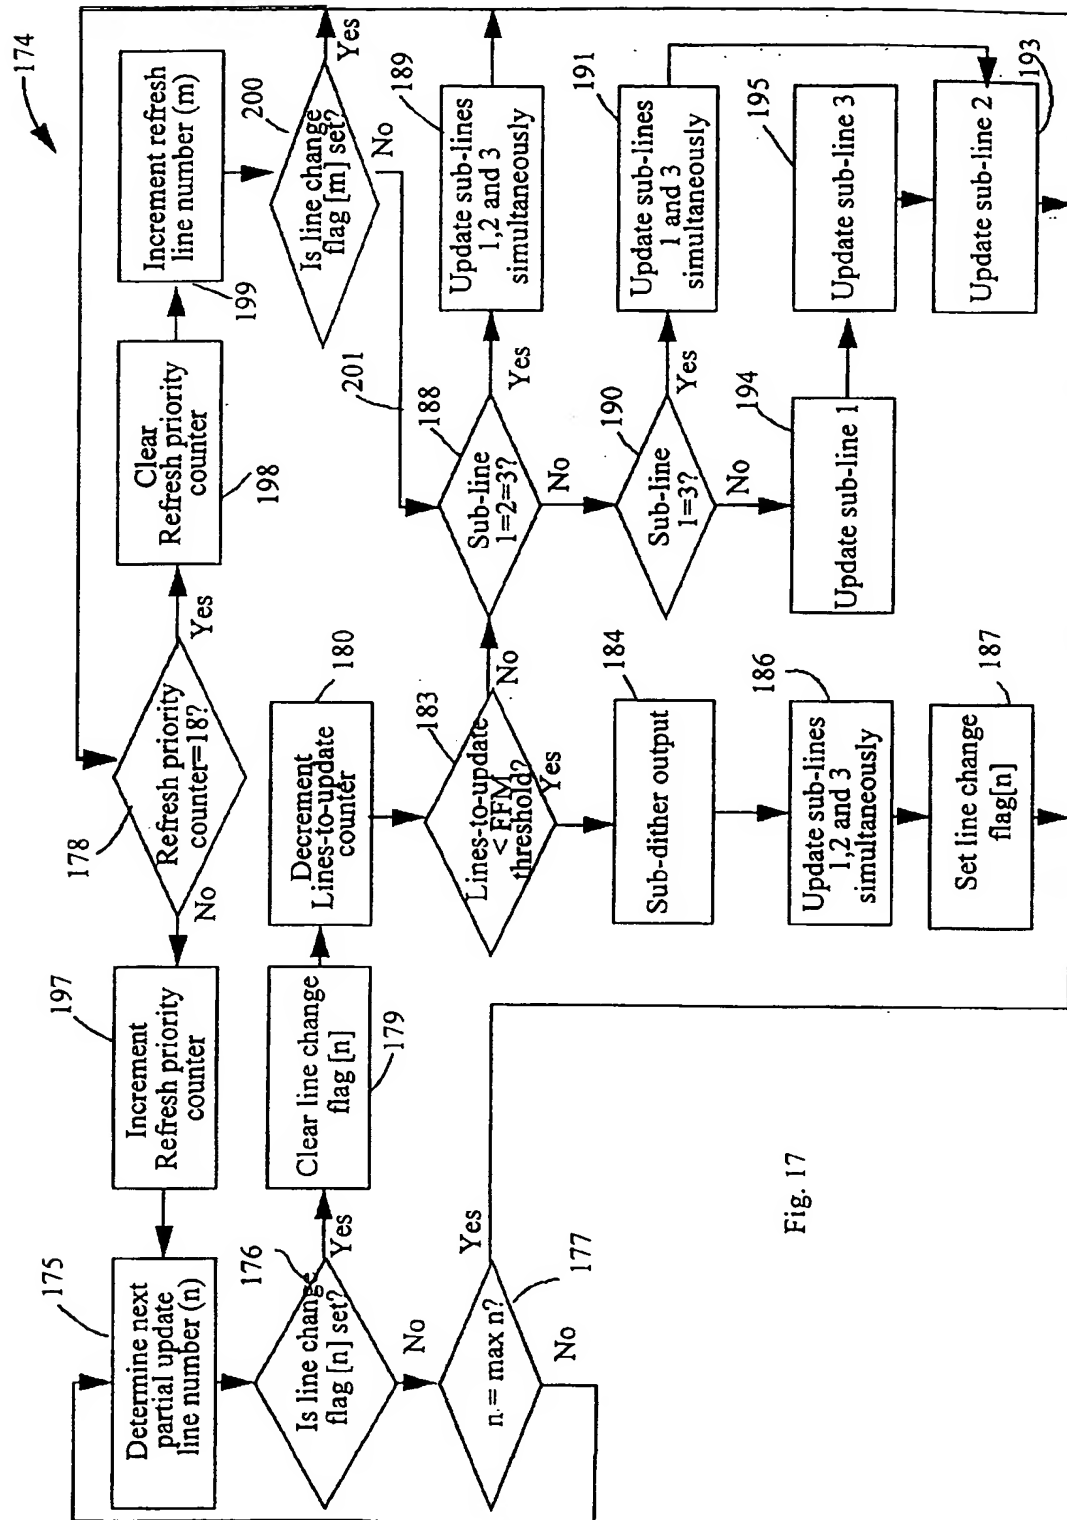 174
175
Determine next
partial update
line number (n)
197
Increment
Refresh priority
counter
178
Refresh priority
counter=18?
No
Yes
Clear
Refresh priority
counter
198
Increment refresh
line number (m)
199
200
Is line change
flag [m] set?
Yes
No
201
176
Is line change
flag [n] set?
Yes
No
Clear line change
flag [n]
179
180
Decrement
Lines-to-update
counter
183
Lines-to-update
< FFM
threshold?
No
Yes
188
Sub-line
1=2=3?
Yes
No
189
Update sub-lines
1,2 and 3
simultaneously
190
Sub-line
1=3?
Yes
No
191
Update sub-lines
1 and 3
simultaneously
184
Sub-dither output
186
Update sub-lines
1,2 and 3
simultaneously
187
Set line change
flag[n]
194
Update sub-line 1
195
Update sub-line 3
193
Update sub-line 2
177
n = max n?
Yes
No
Fig. 17